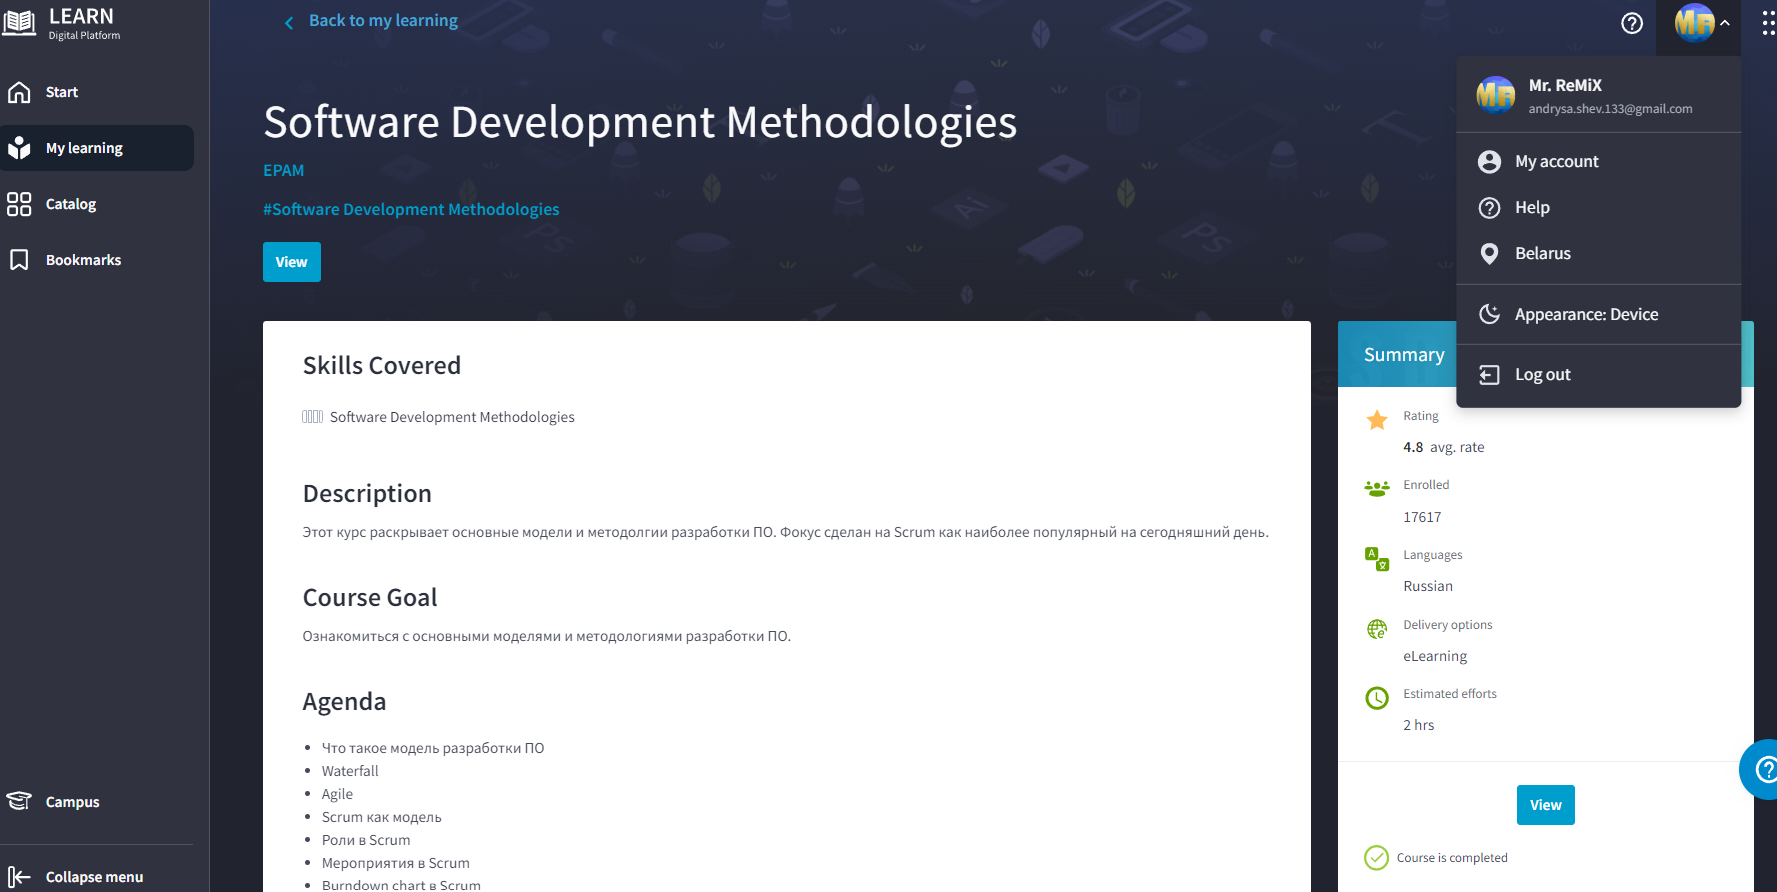 LEARN
Digital Platform
Start
My learning
Catalog
Bookmarks
Campus
Collapse menu
Back to my learning
Software Development Methodologies
EPAM
#Software Development Methodologies
View
Skills Covered
Software Development Methodologies
Description
Этот курс раскрывает основные модели и методолгии разработки ПО. Фокус сделан на Scrum как наиболее популярный на сегодняшний день.
Course Goal
Ознакомиться с основными моделями и методологиями разработки ПО.
Agenda
Что такое модель разработки ПО
Waterfall
Agile
Scrum как модель
Роли в Scrum
Мероприятия в Scrum
Burndown chart в Scrum
Mr. ReMiX
andrysa.shev.133@gmail.com
My account
Help
Belarus
Appearance: Device
Log out
Summary
Rating
4.8 avg. rate
Enrolled
17617
Languages
Russian
Delivery options
eLearning
Estimated efforts
2 hrs
View
Course is completed
Ai
Ps
Ps